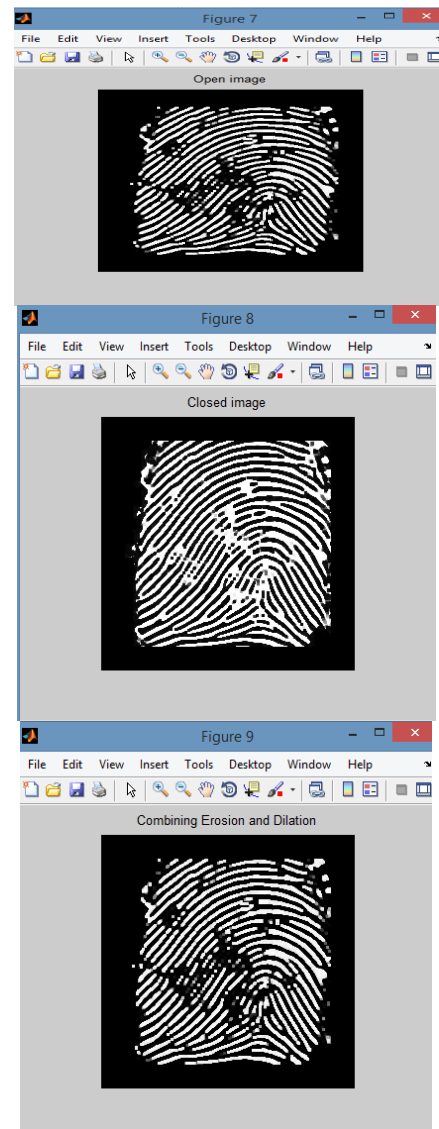 Figure 7
File Edit View Insert Tools Desktop Window Help
Open image
Figure 8
File Edit View Insert Tools Desktop Window Help
Closed image
Figure 9
File Edit View Insert Tools Desktop Window Help
Combining Erosion and Dilation